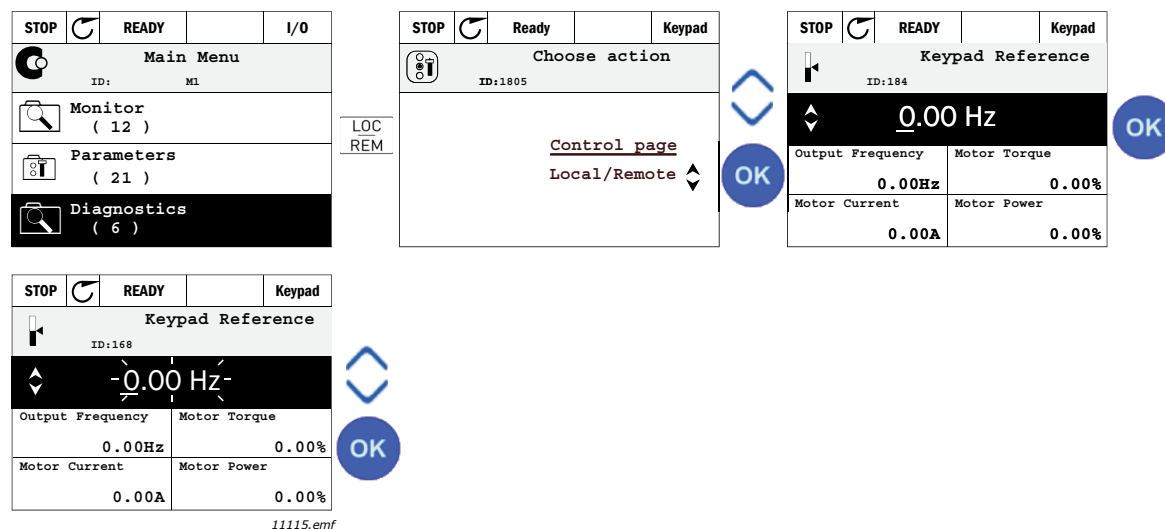 STOP READY I/O
Main Menu
ID: M1
Monitor
( 12 )
Parameters
( 21 )
Diagnostics
( 6 )
LOC
REM
STOP Ready Keypad
Choose action
ID:1805
Control page
Local/Remote
OK
STOP READY Keypad
Keypad Reference
ID:184
0.00 Hz
Output Frequency Motor Torque
0.00Hz 0.00%
Motor Current Motor Power
0.00A 0.00%
OK
STOP READY Keypad
Keypad Reference
ID:168
0.00 Hz
Output Frequency Motor Torque
0.00Hz 0.00%
Motor Current Motor Power
0.00A 0.00%
OK
11115.emf